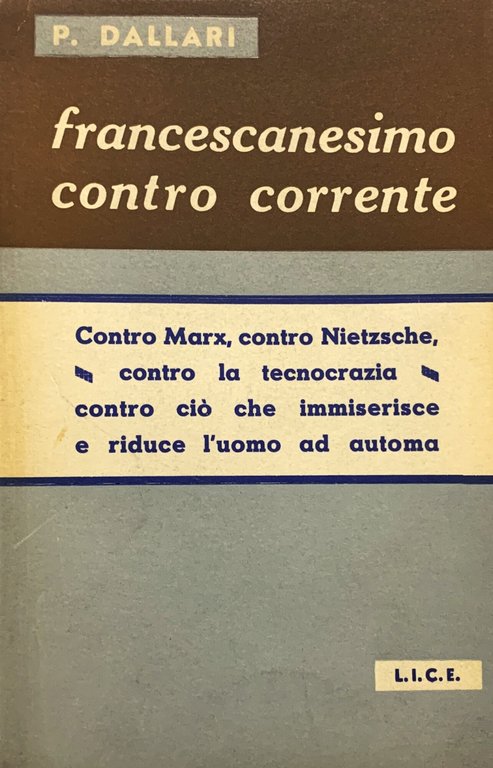 P. DALLARI
francescanesimo
contro corrente
Contro Marx, contro Nietzsche,
contro la tecnocrazia
contro ciò che immiserisce
e riduce l'uomo ad automa
L.I.C.E.